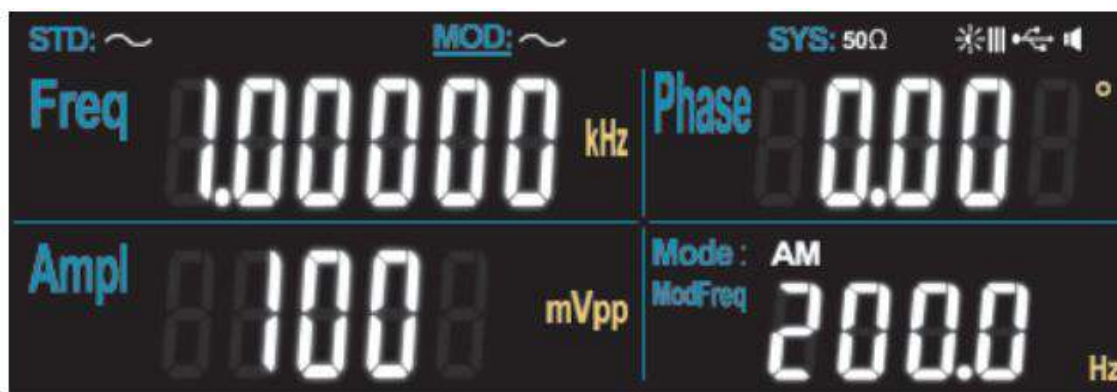 STD: MOD: SYS: 50Ω
Freq 1.00000 kHz
Phase 0.00 °
Ampl 100 mVpp
Mode: AM
ModFreq 200.0 Hz